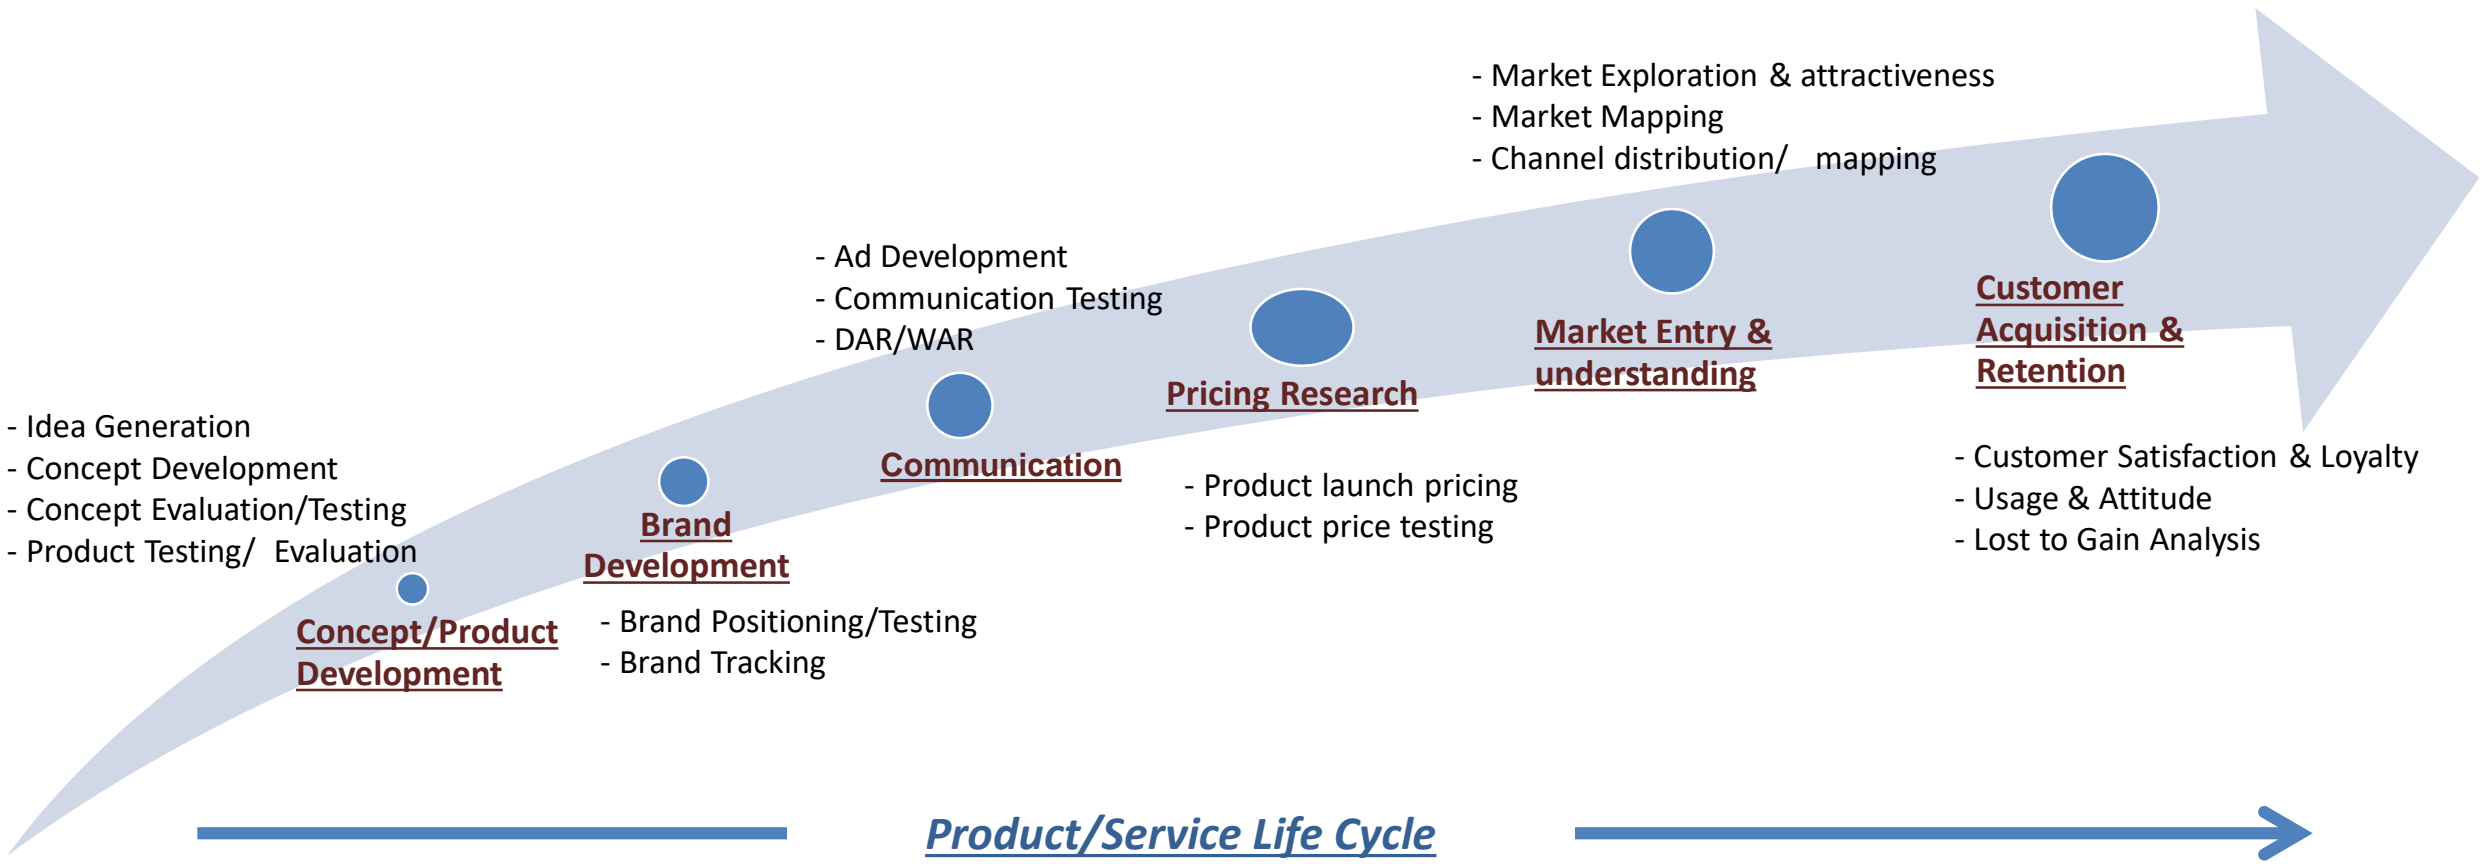 - Idea Generation
- Concept Development
- Concept Evaluation/Testing
- Product Testing/ Evaluation
Concept/Product
Development
Brand
Development
- Brand Positioning/Testing
- Brand Tracking
- Ad Development
- Communication Testing
- DAR/WAR
Communication
Pricing Research
- Product launch pricing
- Product price testing
- Market Exploration & attractiveness
- Market Mapping
- Channel distribution/ mapping
Market Entry &
understanding
Customer
Acquisition &
Retention
- Customer Satisfaction & Loyalty
- Usage & Attitude
- Lost to Gain Analysis
Product/Service Life Cycle